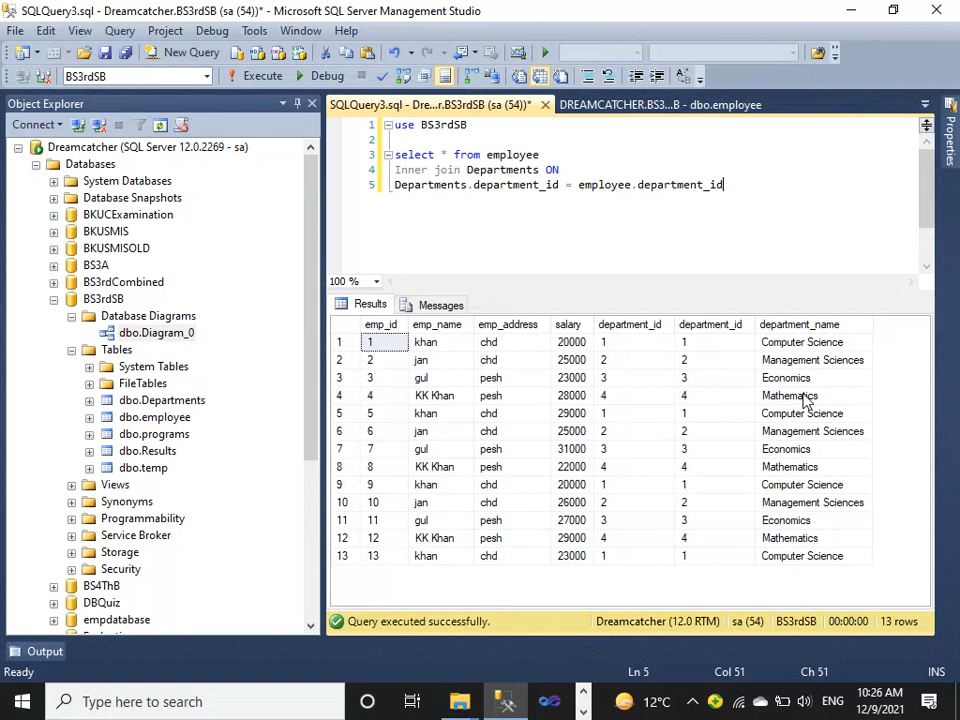 SQLQuery3.sql - Dreamcatcher.BS3rdSB (sa (54))* - Microsoft SQL Server Management Studio
File Edit View Query Project Debug Tools Window Help
New Query
BS3rdSB Execute Debug
Object Explorer
SQLQuery3.sql - Dre...r.BS3rdSB (sa (54))* DREAMCATCHER.BS3...B - dbo.employee
Properties
Connect
Dreamcatcher (SQL Server 12.0.2269 - sa)
Databases
System Databases
Database Snapshots
BKUCExamination
BKUSMIS
BKUSMISOLD
BS3A
BS3rdCombined
BS3rdSB
Database Diagrams
dbo.Diagram_0
Tables
System Tables
FileTables
dbo.Departments
dbo.employee
dbo.programs
dbo.Results
dbo.temp
Views
Synonyms
Programmability
Service Broker
Storage
Security
BS4ThB
DBQuiz
empdatabase
1 use BS3rdSB
2
3 select * from employee
4 Inner join Departments ON
5 Departments.department_id = employee.department_id
100 %
Results Messages
emp_id emp_name emp_address salary department_id department_id department_name
1 1 khan chd 20000 1 1 Computer Science
2 2 jan chd 25000 2 2 Management Sciences
3 3 gul pesh 23000 3 3 Economics
4 4 KK Khan pesh 28000 4 4 Mathematics
5 5 khan chd 29000 1 1 Computer Science
6 6 jan chd 25000 2 2 Management Sciences
7 7 gul pesh 31000 3 3 Economics
8 8 KK Khan pesh 22000 4 4 Mathematics
9 9 khan chd 20000 1 1 Computer Science
10 10 jan chd 26000 2 2 Management Sciences
11 11 gul pesh 27000 3 3 Economics
12 12 KK Khan pesh 29000 4 4 Mathematics
13 13 khan chd 23000 1 1 Computer Science
Query executed successfully. Dreamcatcher (12.0 RTM) sa (54) BS3rdSB 00:00:00 13 rows
Output
Ready Ln 5 Col 51 Ch 51 INS
Type here to search
12°C ENG
10:26 AM
12/9/2021